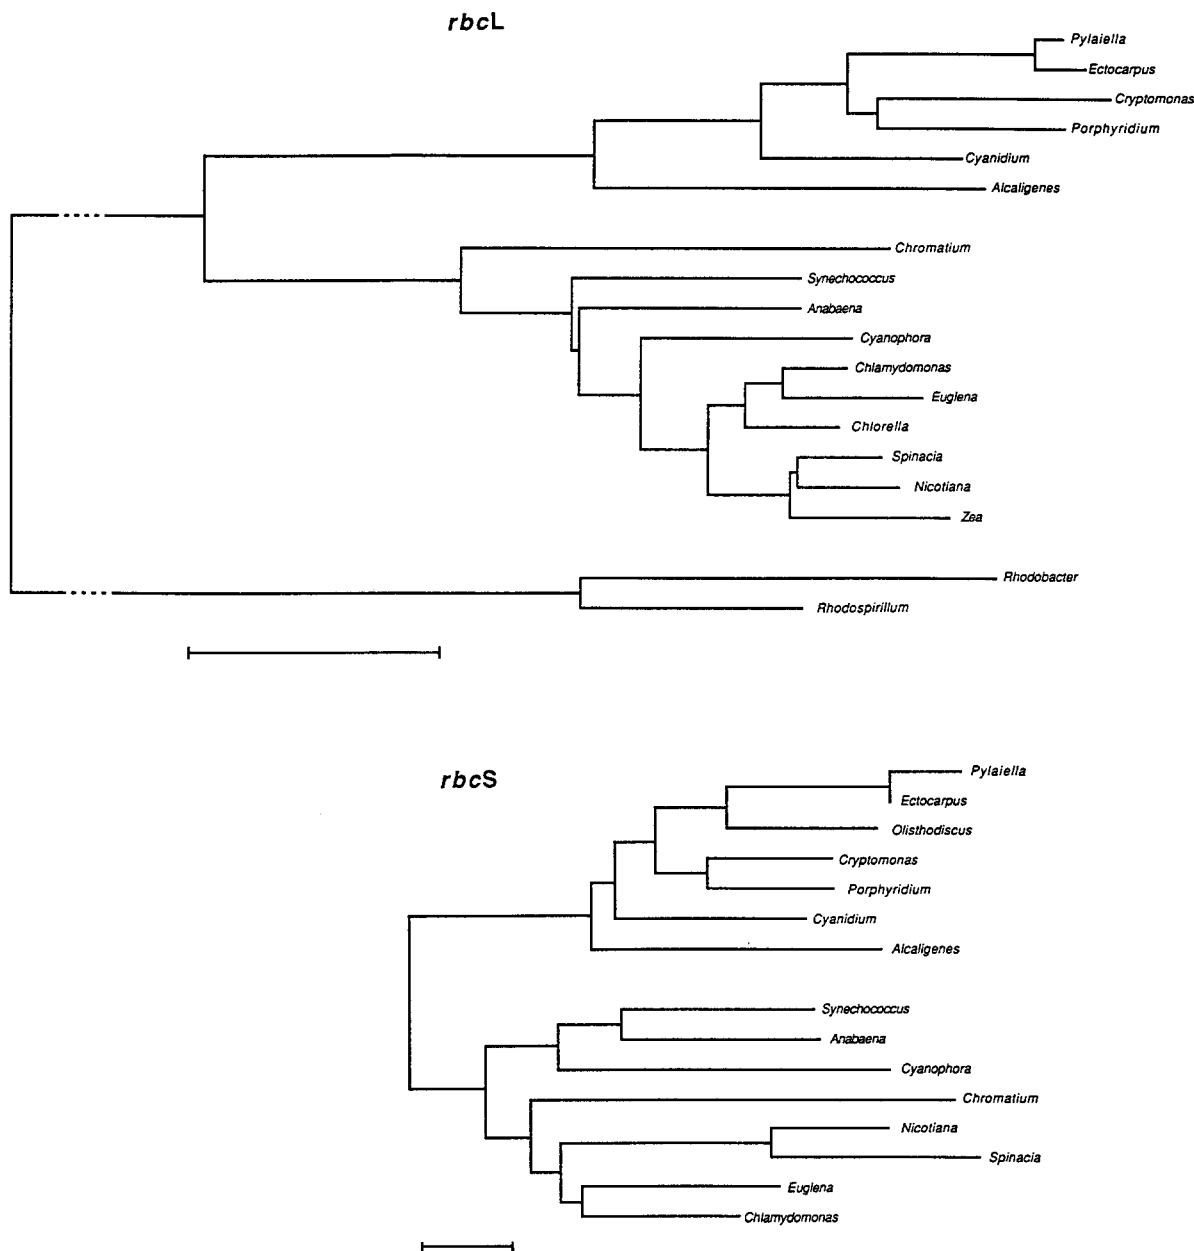 rbcL
Pylaiella
Ectocarpus
Cryptomonas
Porphyridium
Cyanidium
Alcaligenes
Chromatium
Synechococcus
Anabaena
Cyanophora
Chlamydomonas
Euglena
Chlorella
Spinacia
Nicotiana
Zea
Rhodobacter
Rhodospirillum
rbcS
Pylaiella
Ectocarpus
Olisthodiscus
Cryptomonas
Porphyridium
Cyanidium
Alcaligenes
Synechococcus
Anabaena
Cyanophora
Chromatium
Nicotiana
Spinacia
Euglena
Chlamydomonas